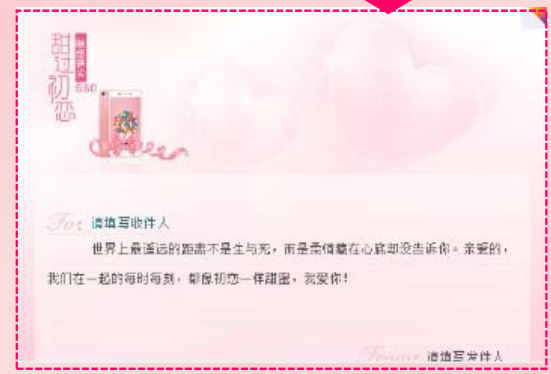 甜过初恋
S60
To: 请填写收件人
世界上最遥远的距离不是生与死，而是柔情藏在心底却没告诉你。亲爱的，
我们在一起的每时每刻，都像初恋一样甜蜜，我爱你！
From: 请填写发件人